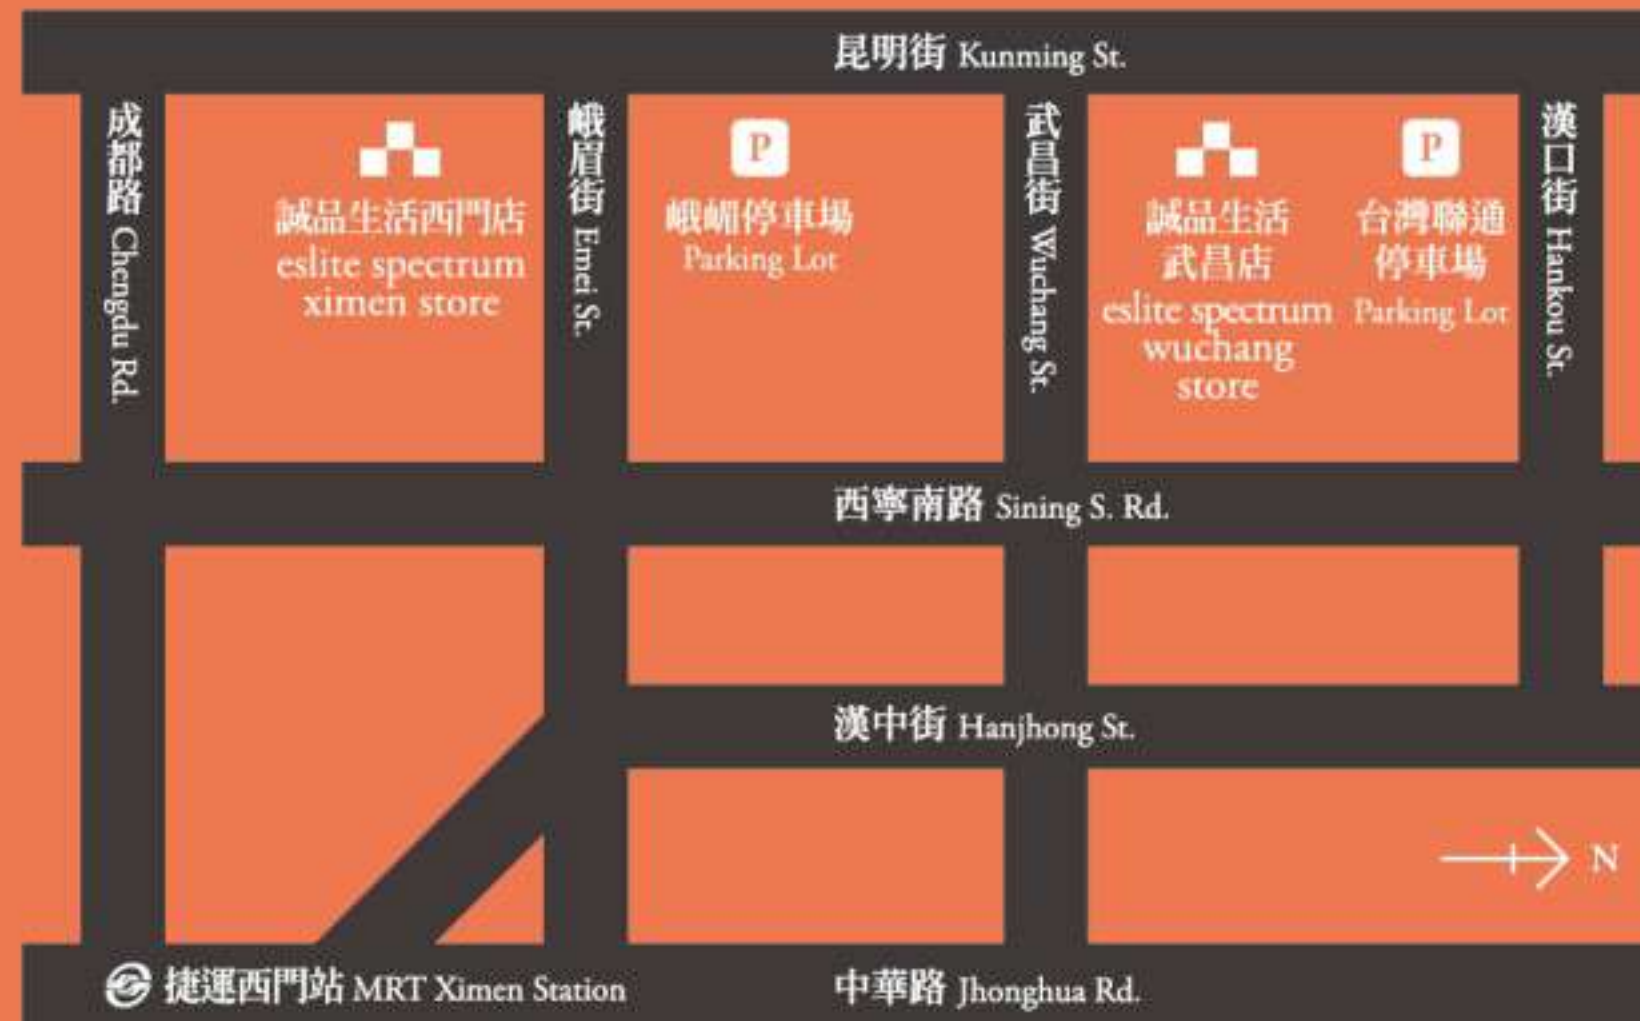 昆明街 Kunming St.
成都路 Chengdu Rd.
誠品生活西門店
eslite spectrum
ximen store
峨眉街 Emei St.
P
峨嵋停車場
Parking Lot
武昌街 Wuchang St.
誠品生活
武昌店
eslite spectrum
wuchang
store
P
台灣聯通
停車場
Parking Lot
漢口街 Hankou St.
西寧南路 Sining S. Rd.
漢中街 Hanjhong St.
N
捷運西門站 MRT Ximen Station
中華路 Jhonghua Rd.